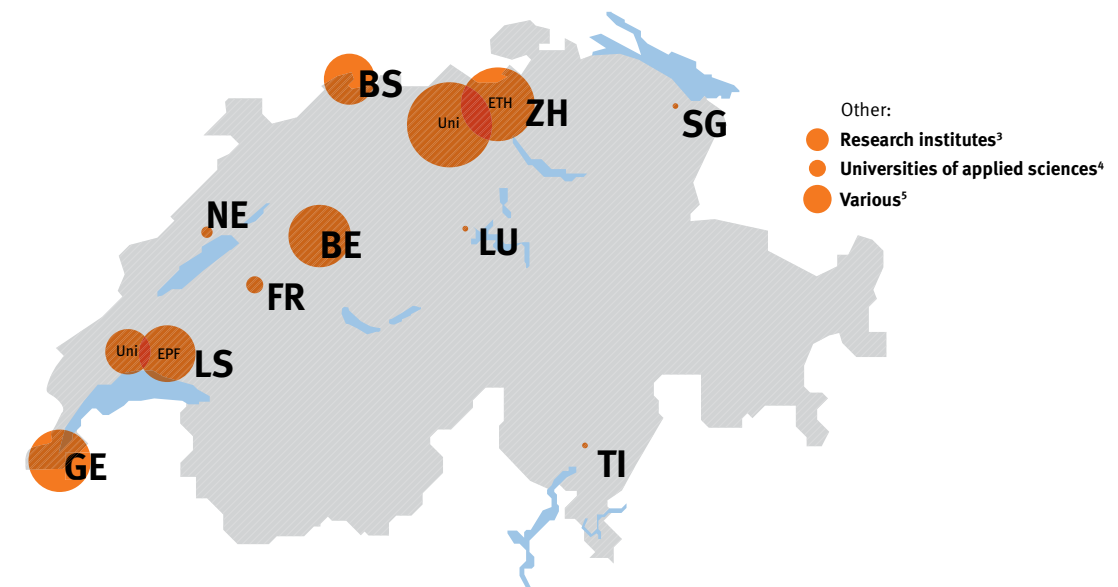 BS
Uni
ETH
ZH
SG
Other:
Research institutes³
Universities of applied sciences⁴
Various⁵
NE
BE
LU
FR
Uni
EPF
LS
GE
TI